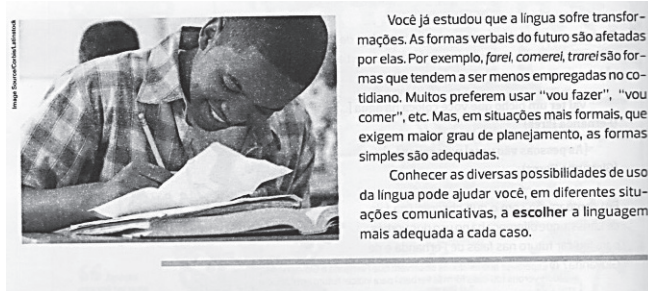 Image Source/Corbis/Latinstock
Você já estudou que a língua sofre transfor-
mações. As formas verbais do futuro são afetadas
por elas. Por exemplo, farei, comerei, trarei são for-
mas que tendem a ser menos empregadas no co-
tidiano. Muitos preferem usar “vou fazer”, “vou
comer”, etc. Mas, em situações mais formais, que
exigem maior grau de planejamento, as formas
simples são adequadas.
Conhecer as diversas possibilidades de uso
da língua pode ajudar você, em diferentes situ-
ações comunicativas, a escolher a linguagem
mais adequada a cada caso.